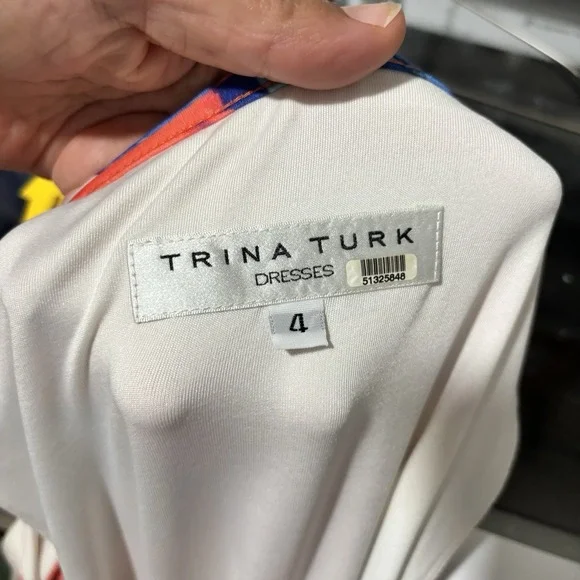 TRINA TURK
DRESSES
51325848
4